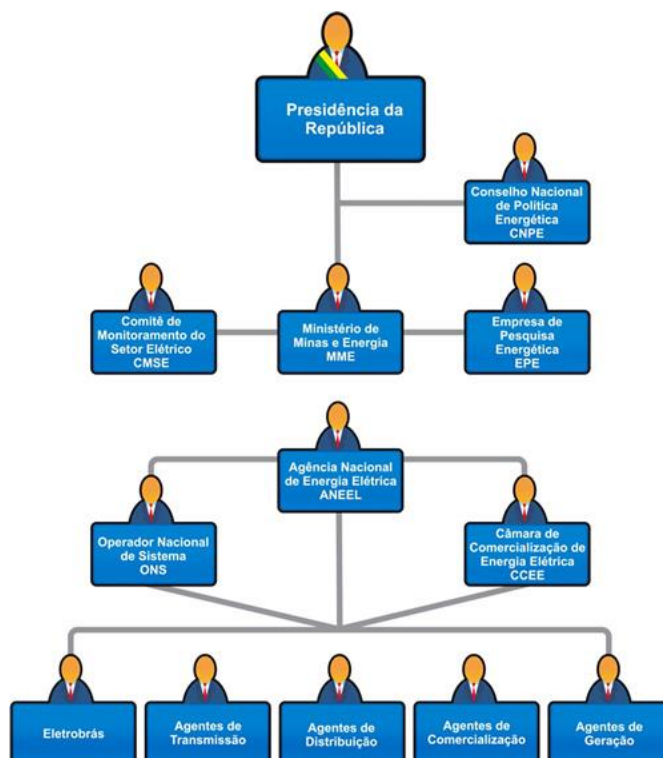 Presidência da
República
Conselho Nacional
de Política
Energética
CNPE
Comitê de
Monitoramento do
Setor Elétrico
CMSE
Ministério de
Minas e Energia
MME
Empresa de
Pesquisa
Energética
EPE
Agência Nacional
de Energia Elétrica
ANEEL
Operador Nacional
de Sistema
ONS
Câmara de
Comercialização de
Energia Elétrica
CCEE
Eletrobrás
Agentes de
Transmissão
Agentes de
Distribuição
Agentes de
Comercialização
Agentes de
Geração